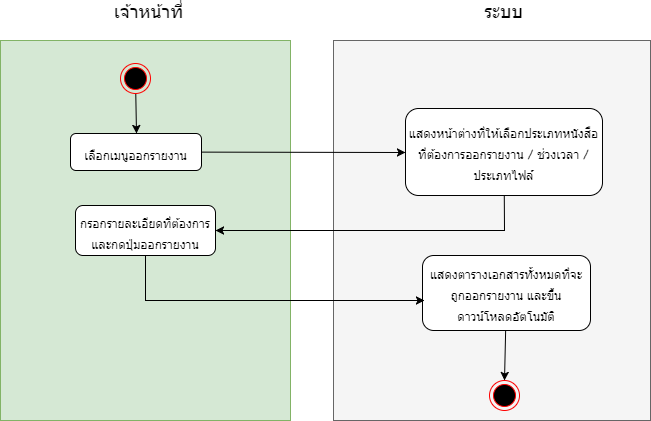 เจ้าหน้าที่
ระบบ
เลือกเมนูออกรายงาน
แสดงหน้าต่างที่ให้เลือกประเภทหนังสือ
ที่ต้องการออกรายงาน / ช่วงเวลา /
ประเภทไฟล์
กรอกรายละเอียดที่ต้องการ
และกดปุ่มออกรายงาน
แสดงตารางเอกสารทั้งหมดที่จะ
ถูกออกรายงาน และขึ้น
ดาวน์โหลดอัตโนมัติ